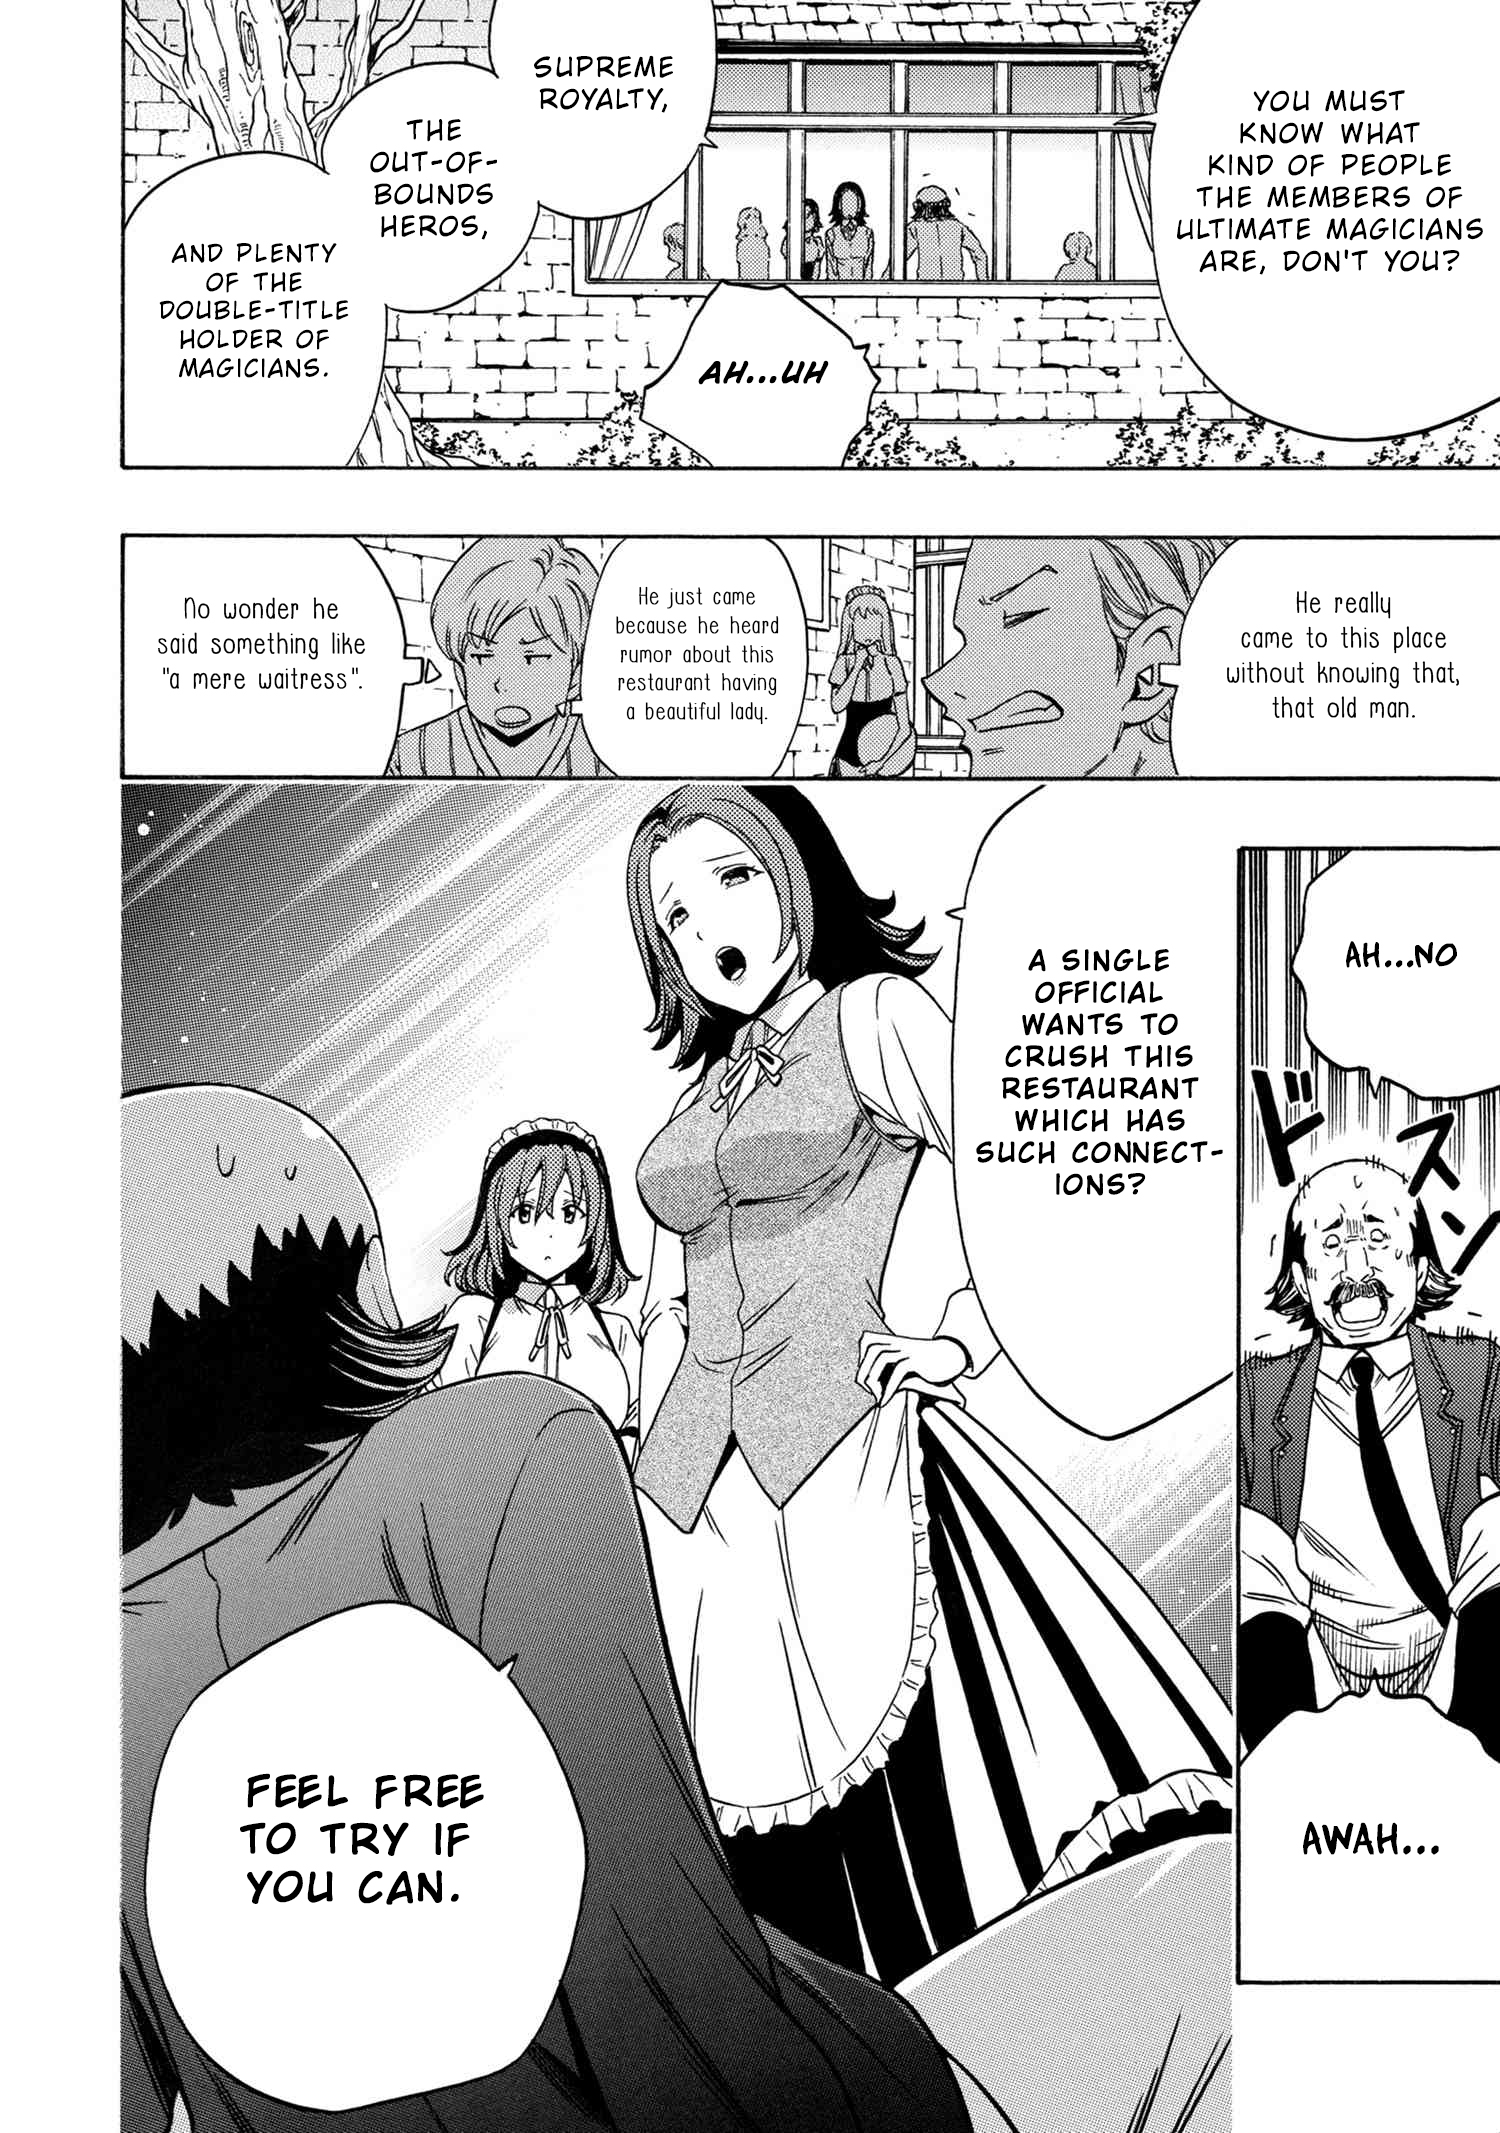 YOU MUST
KNOW WHAT
KIND OF PEOPLE
THE MEMBERS OF
ULTIMATE MAGICIANS
ARE, DON'T YOU?
SUPREME
ROYALTY,
THE
OUT-OF-
BOUNDS
HEROS,
AND PLENTY
OF THE
DOUBLE-TITLE
HOLDER OF
MAGICIANS.
AH...UH
He really
came to this place
without knowing that,
that old man.
He just came
because he heard
rumor about this
restaurant having
a beautiful lady.
No wonder he
said something like
"a mere waitress".
AH...NO
ドスン
AWAH...
A SINGLE
OFFICIAL
WANTS TO
CRUSH THIS
RESTAURANT
WHICH HAS
SUCH CONNECT-
IONS?
FEEL FREE
TO TRY IF
YOU CAN.